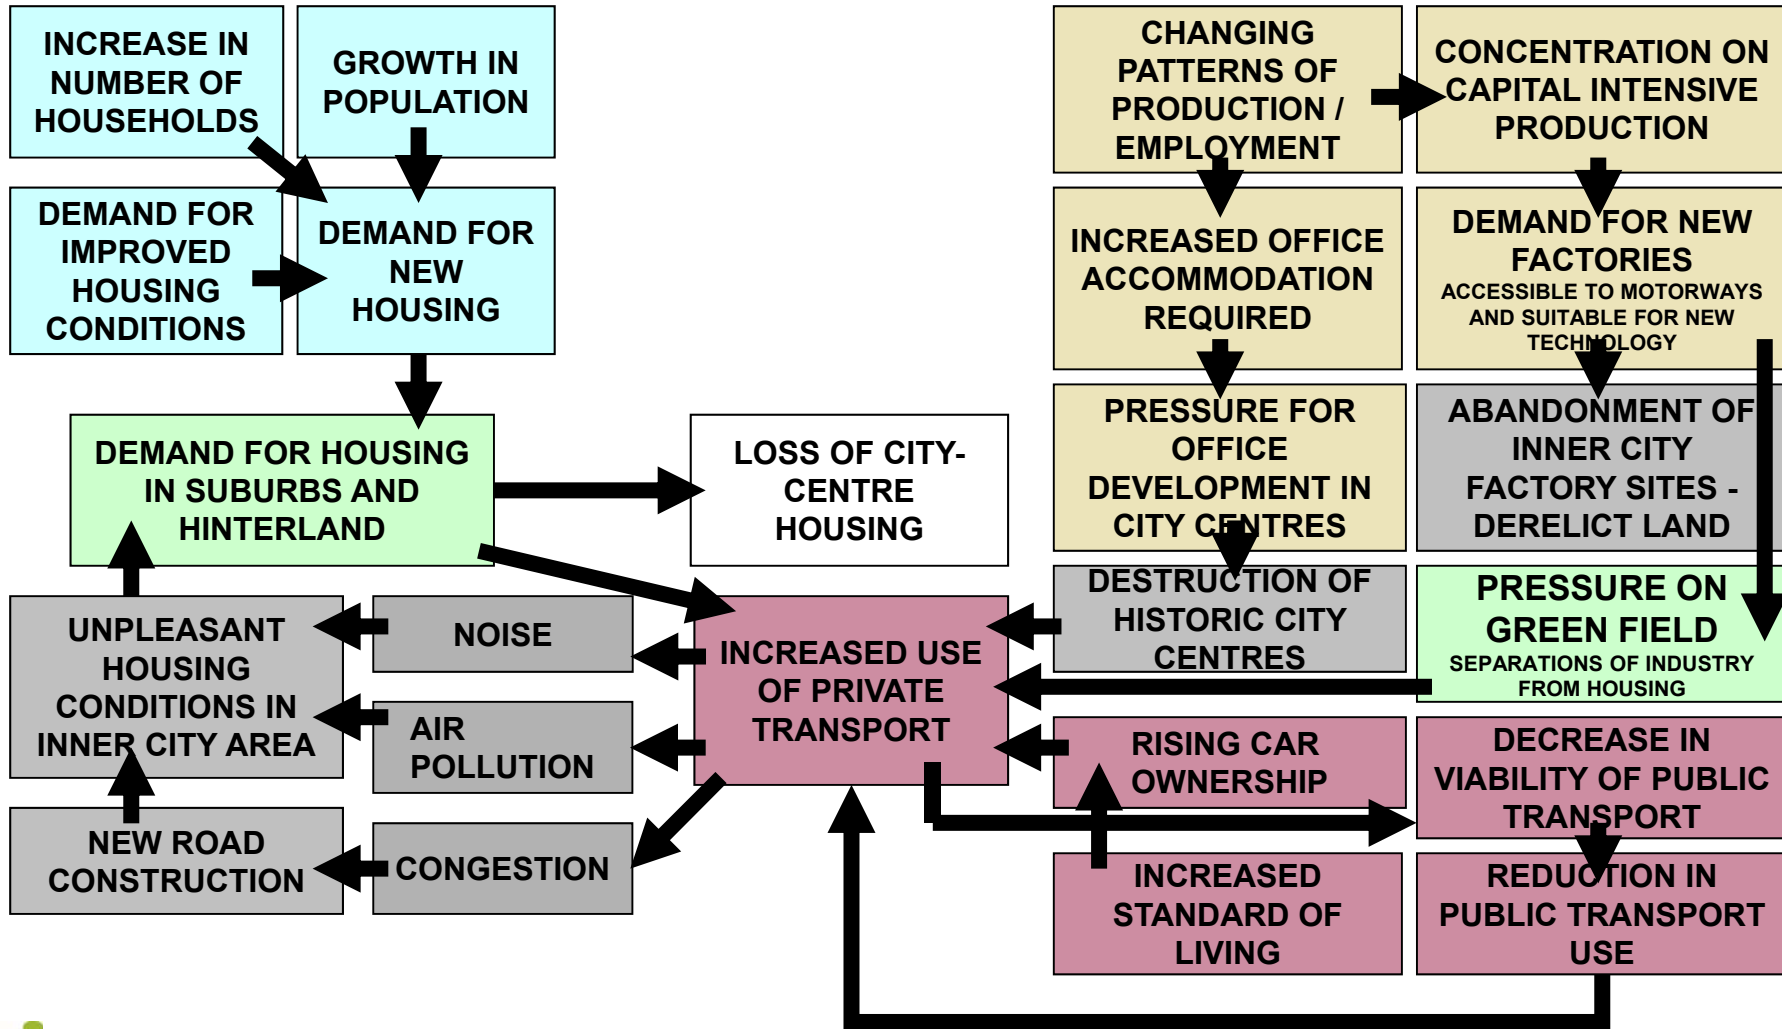 INCREASE IN
NUMBER OF
HOUSEHOLDS
GROWTH IN
POPULATION
CHANGING
PATTERNS OF
PRODUCTION /
EMPLOYMENT
CONCENTRATION ON
CAPITAL INTENSIVE
PRODUCTION
DEMAND FOR
IMPROVED
HOUSING
CONDITIONS
DEMAND FOR
NEW
HOUSING
INCREASED OFFICE
ACCOMMODATION
REQUIRED
DEMAND FOR NEW
FACTORIES
ACCESSIBLE TO MOTORWAYS
AND SUITABLE FOR NEW
TECHNOLOGY
DEMAND FOR HOUSING
IN SUBURBS AND
HINTERLAND
LOSS OF CITY-
CENTRE
HOUSING
PRESSURE FOR
OFFICE
DEVELOPMENT IN
CITY CENTRES
ABANDONMENT OF
INNER CITY
FACTORY SITES -
DERELICT LAND
UNPLEASANT
HOUSING
CONDITIONS IN
INNER CITY AREA
NOISE
INCREASED USE
OF PRIVATE
TRANSPORT
DESTRUCTION OF
HISTORIC CITY
CENTRES
PRESSURE ON
GREEN FIELD
SEPARATIONS OF INDUSTRY
FROM HOUSING
AIR
POLLUTION
RISING CAR
OWNERSHIP
DECREASE IN
VIABILITY OF PUBLIC
TRANSPORT
NEW ROAD
CONSTRUCTION
CONGESTION
INCREASED
STANDARD OF
LIVING
REDUCTION IN
PUBLIC TRANSPORT
USE